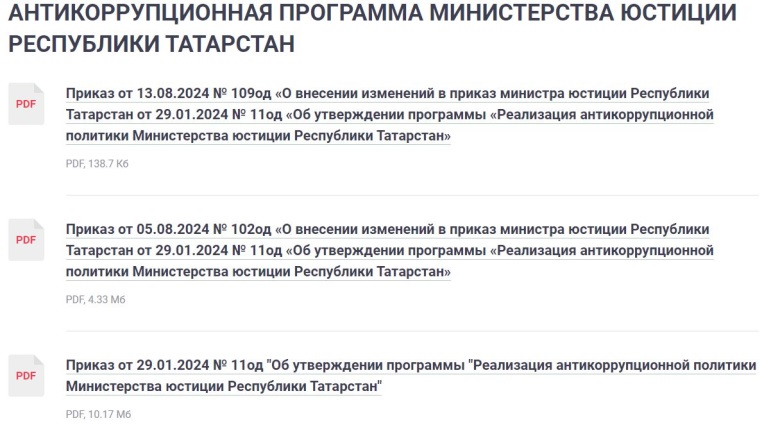 АНТИКОРРУПЦИОННАЯ ПРОГРАММА МИНИСТЕРСТВА ЮСТИЦИИ
РЕСПУБЛИКИ ТАТАРСТАН
PDF
Приказ от 13.08.2024 № 109од «О внесении изменений в приказ министра юстиции Республики
Татарстан от 29.01.2024 № 11од «Об утверждении программы «Реализация антикоррупционной
политики Министерства юстиции Республики Татарстан»
PDF, 138.7 Кб
PDF
Приказ от 05.08.2024 № 102од «О внесении изменений в приказ министра юстиции Республики
Татарстан от 29.01.2024 № 11од «Об утверждении программы «Реализация антикоррупционной
политики Министерства юстиции Республики Татарстан»
PDF, 4.33 Мб
PDF
Приказ от 29.01.2024 № 11од "Об утверждении программы "Реализация антикоррупционной политики
Министерства юстиции Республики Татарстан"
PDF, 10.17 Мб